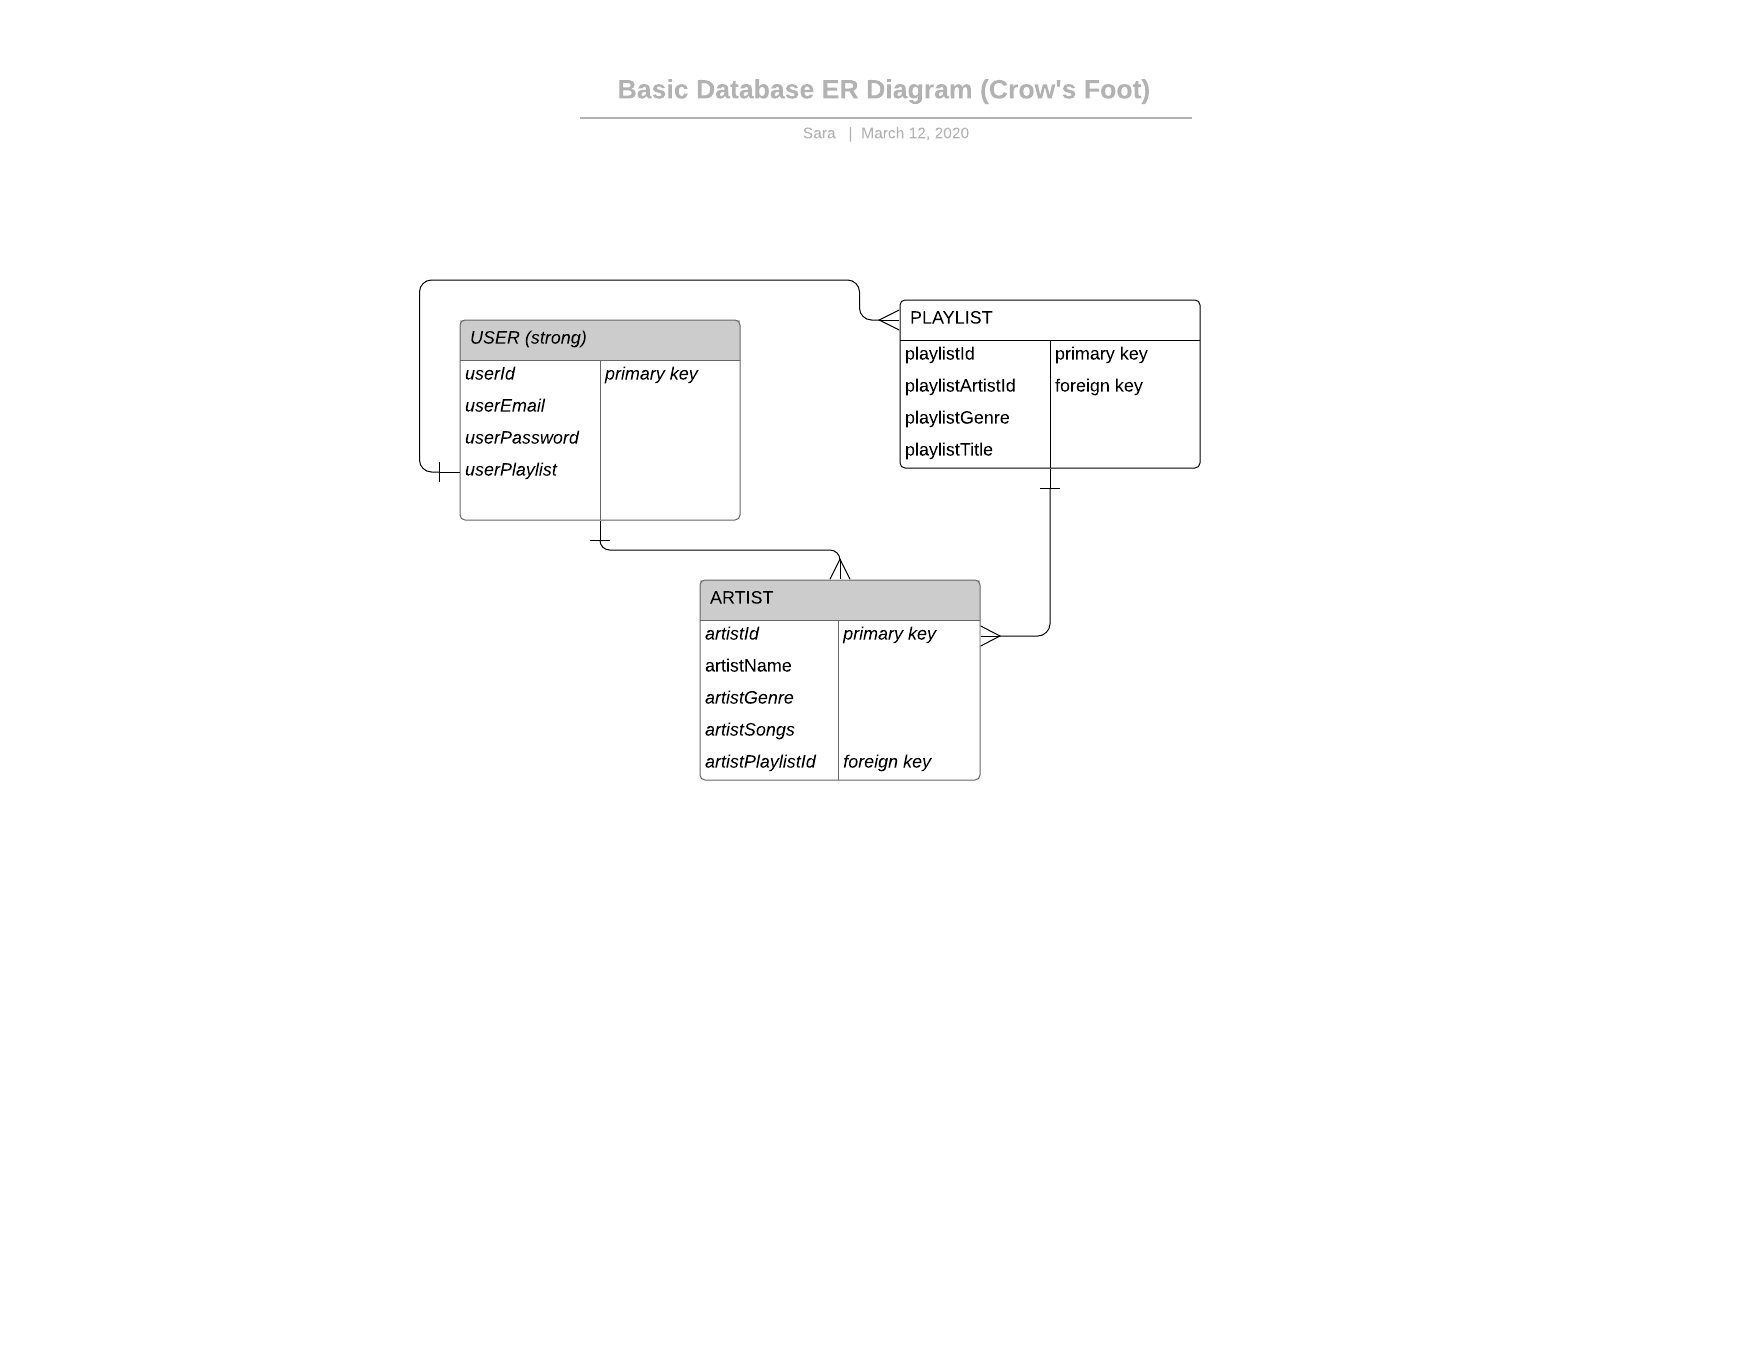 Basic Database ER Diagram (Crow's Foot)
Sara | March 12, 2020
USER (strong)
userId primary key
userEmail
userPassword
userPlaylist
PLAYLIST
playlistId primary key
playlistArtistId foreign key
playlistGenre
playlistTitle
ARTIST
artistId primary key
artistName
artistGenre
artistSongs
artistPlaylistId foreign key